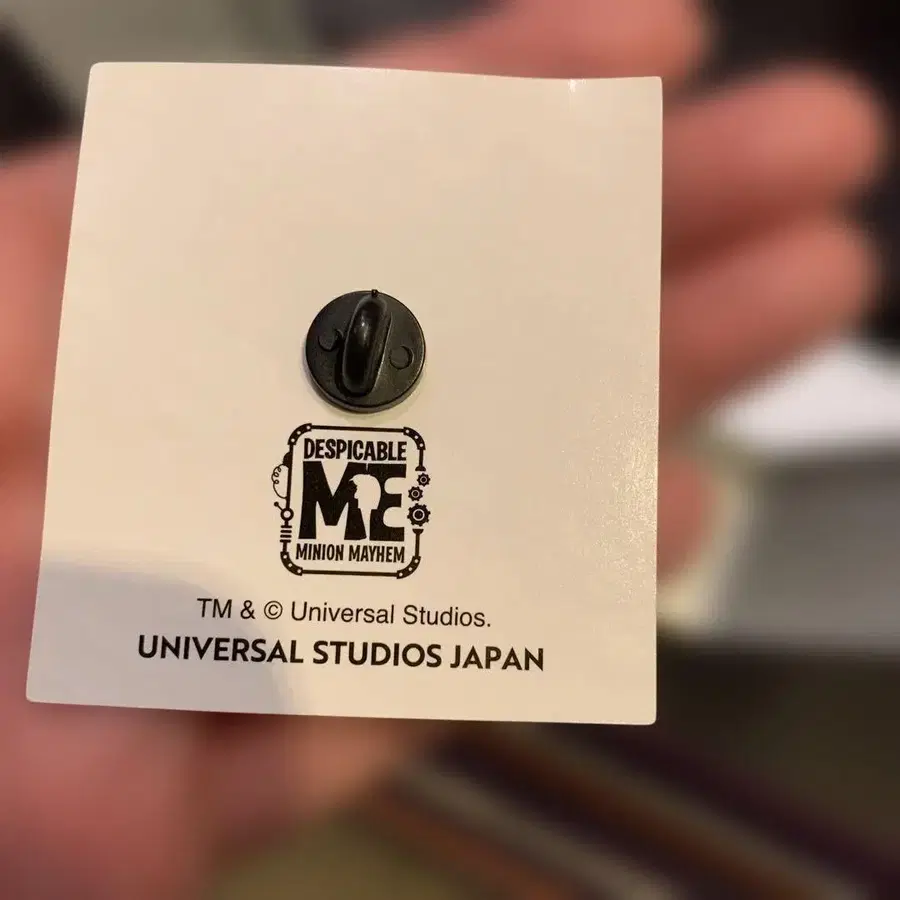 DESPICABLE
ME
MINION MAYHEM
TM & © Universal Studios.
UNIVERSAL STUDIOS JAPAN